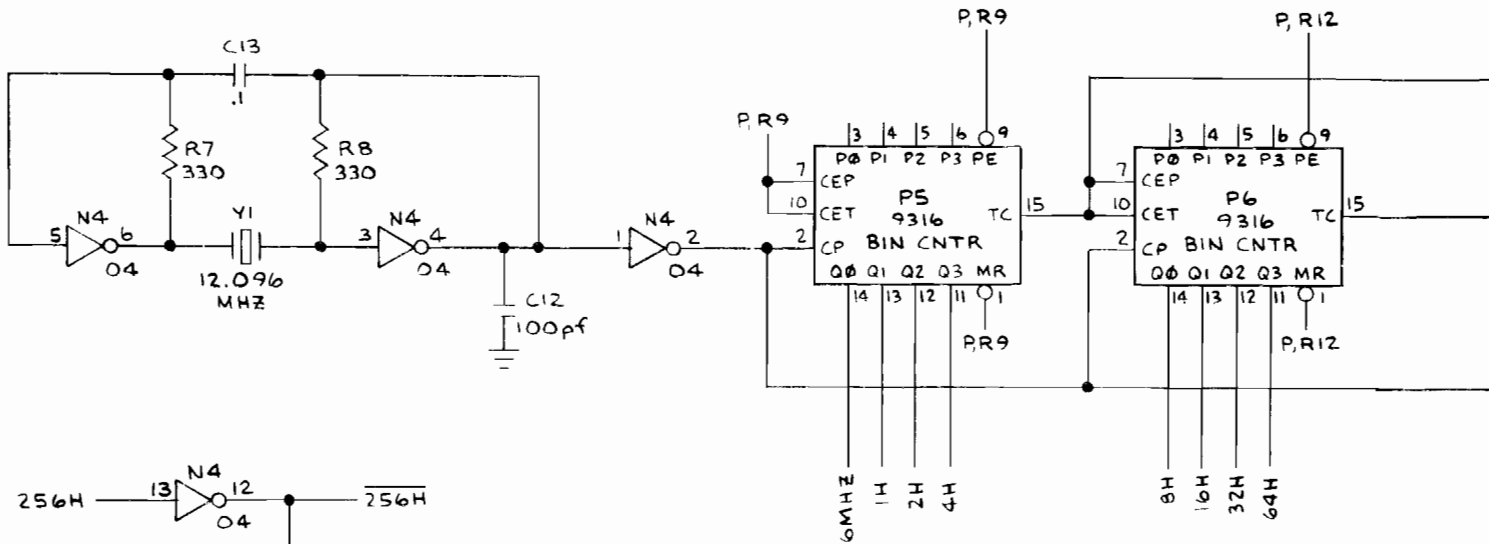 C13
.1
R7
330
R8
330
5
N4
6
04
Y1
12.096
MHZ
3
N4
4
04
C12
100pf
1
N4
2
04
P,R9
P,R9
3 4 5 6 9
PØ P1 P2 P3 PE
7 CEP
10 CET
2 CP
P5
9316
BIN CNTR
TC 15
QØ Q1 Q2 Q3 MR
14 13 12 11 1
P,R9
6MHZ
1H
2H
4H
P,R12
3 4 5 6 9
PØ P1 P2 P3 PE
7 CEP
10 CET
2 CP
P6
9316
BIN CNTR
TC 15
QØ Q1 Q2 Q3 MR
14 13 12 11 1
P,R12
8H
16H
32H
64H
256H
13
N4
12
04
256H